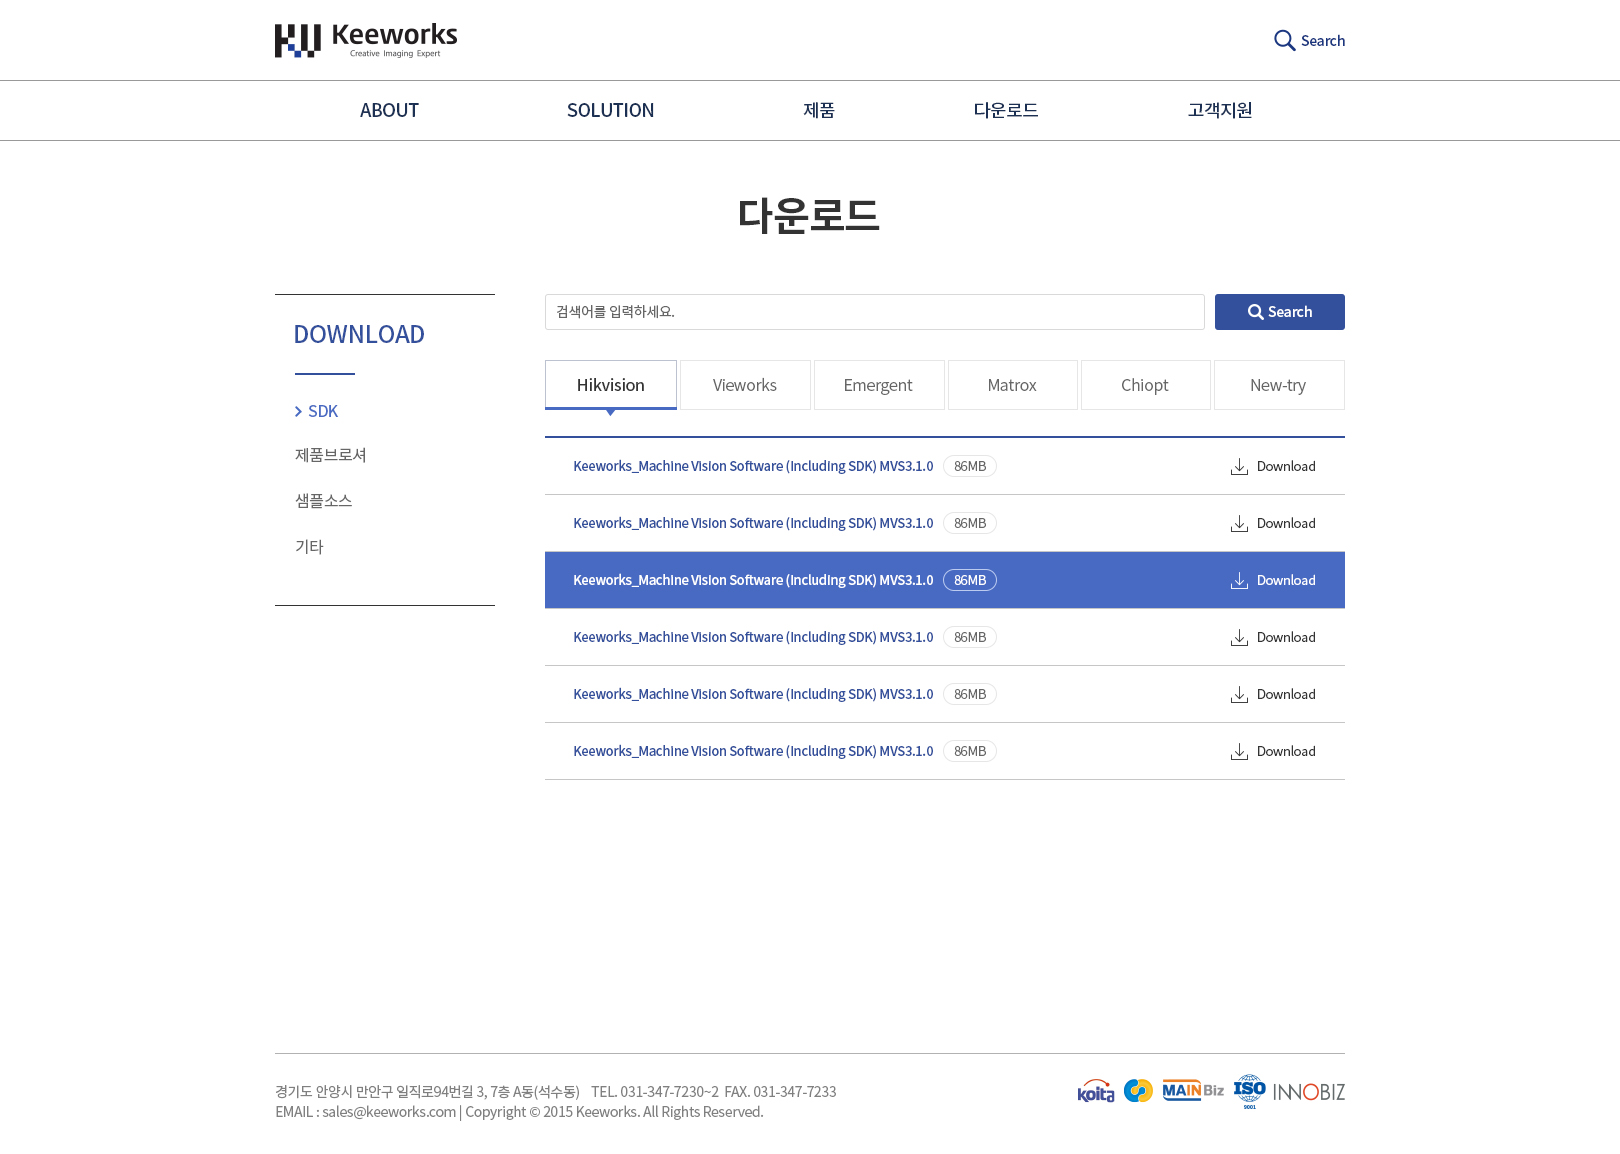 Keeworks
Creative Imaging Expert
Search
ABOUT SOLUTION 제품 다운로드 고객지원
다운로드
DOWNLOAD
SDK
제품브로셔
샘플소스
기타
검색어를 입력하세요.
Search
Hikvision Vieworks Emergent Matrox Chiopt New-try
Keeworks_Machine Vision Software (Including SDK) MVS3.1.0 86MB Download
Keeworks_Machine Vision Software (Including SDK) MVS3.1.0 86MB Download
Keeworks_Machine Vision Software (Including SDK) MVS3.1.0 86MB Download
Keeworks_Machine Vision Software (Including SDK) MVS3.1.0 86MB Download
Keeworks_Machine Vision Software (Including SDK) MVS3.1.0 86MB Download
Keeworks_Machine Vision Software (Including SDK) MVS3.1.0 86MB Download
경기도 안양시 만안구 일직로94번길 3, 7층 A동(석수동) TEL. 031-347-7230~2 FAX. 031-347-7233
EMAIL : sales@keeworks.com | Copyright © 2015 Keeworks. All Rights Reserved.
koita MAINBiz ISO 9001 INNOBIZ